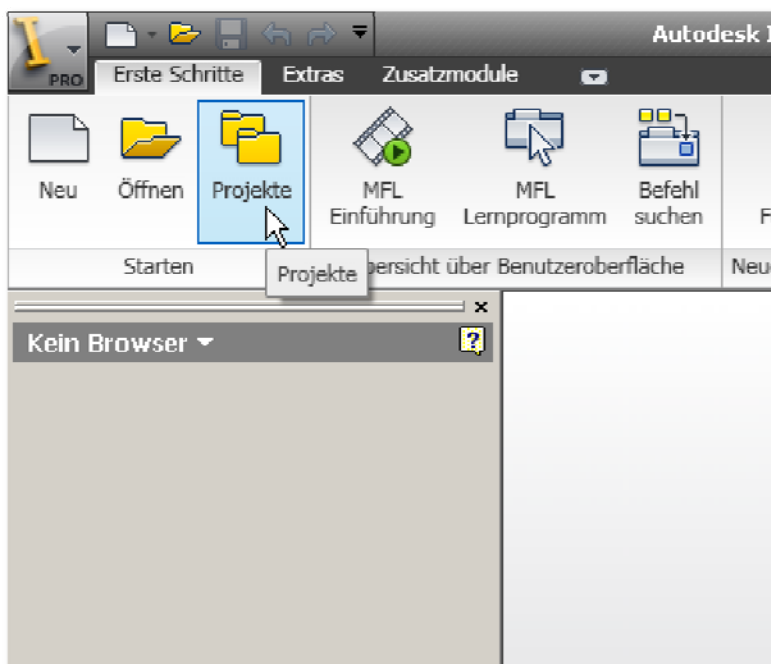 Autodesk I
PRO
Erste Schritte Extras Zusatzmodule
Neu Öffnen Projekte MFL Einführung MFL Lernprogramm Befehl suchen F
Starten bersicht über Benutzeroberfläche Neu
Projekte
Kein Browser